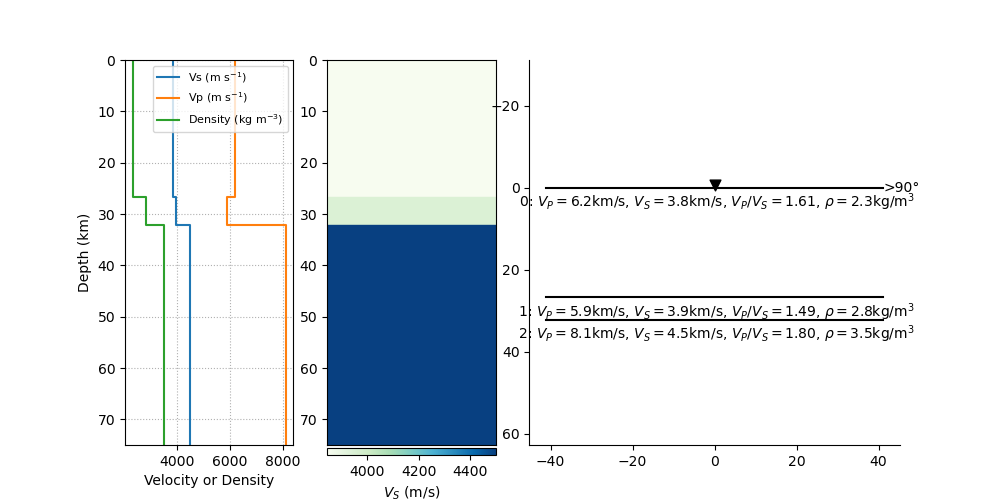 0
10
20
30
40
50
60
70
Depth (km)
4000 6000 8000
Velocity or Density
Vs (m s⁻¹)
Vp (m s⁻¹)
Density (kg m⁻³)
0
10
20
30
40
50
60
70
4000 4200 4400
V_S (m/s)
−20
0
20
40
60
−40 −20 0 20 40
>90°
0: V_P = 6.2km/s, V_S = 3.8km/s, V_P/V_S = 1.61, ρ = 2.3kg/m³
1: V_P = 5.9km/s, V_S = 3.9km/s, V_P/V_S = 1.49, ρ = 2.8kg/m³
2: V_P = 8.1km/s, V_S = 4.5km/s, V_P/V_S = 1.80, ρ = 3.5kg/m³